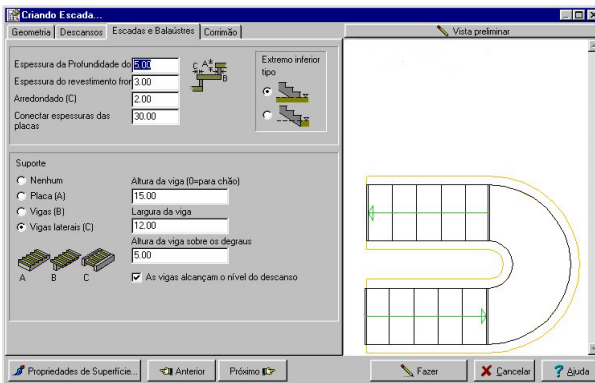 Criando Escada...
Geometria Descansos Escadas e Balaústres Corrimão
Vista preliminar
Espessura da Profundidade do 5.00
Espessura do revestimento fron 3.00
Arredondado (C) 2.00
Conectar espessuras das placas 30.00
C A B
Extremo inferior
tipo
Suporte
Nenhum
Placa (A)
Vigas (B)
Vigas laterais (C)
A B C
Altura da viga (0=para chão)
15.00
Largura da viga
12.00
Altura da viga sobre os degraus
5.00
As vigas alcançam o nível do descanso
Propriedades de Superfície... Anterior Próximo Fazer Cancelar Ajuda